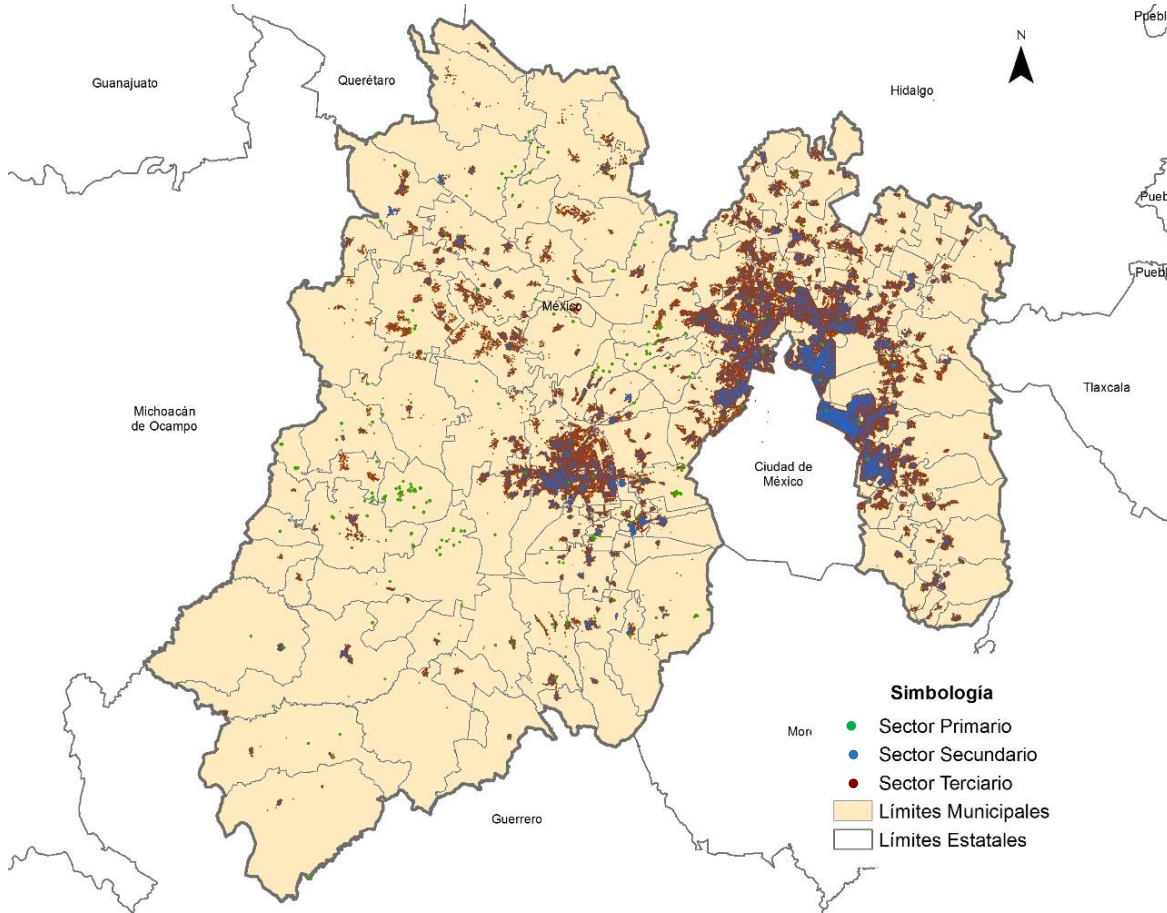 Puebl
N
Guanajuato
Querétaro
Hidalgo
Pueb
Puebl
México
Tlaxcala
Michoacán
de Ocampo
Ciudad de
México
Simbología
Mor
Sector Primario
Sector Secundario
Sector Terciario
Límites Municipales
Guerrero
Límites Estatales